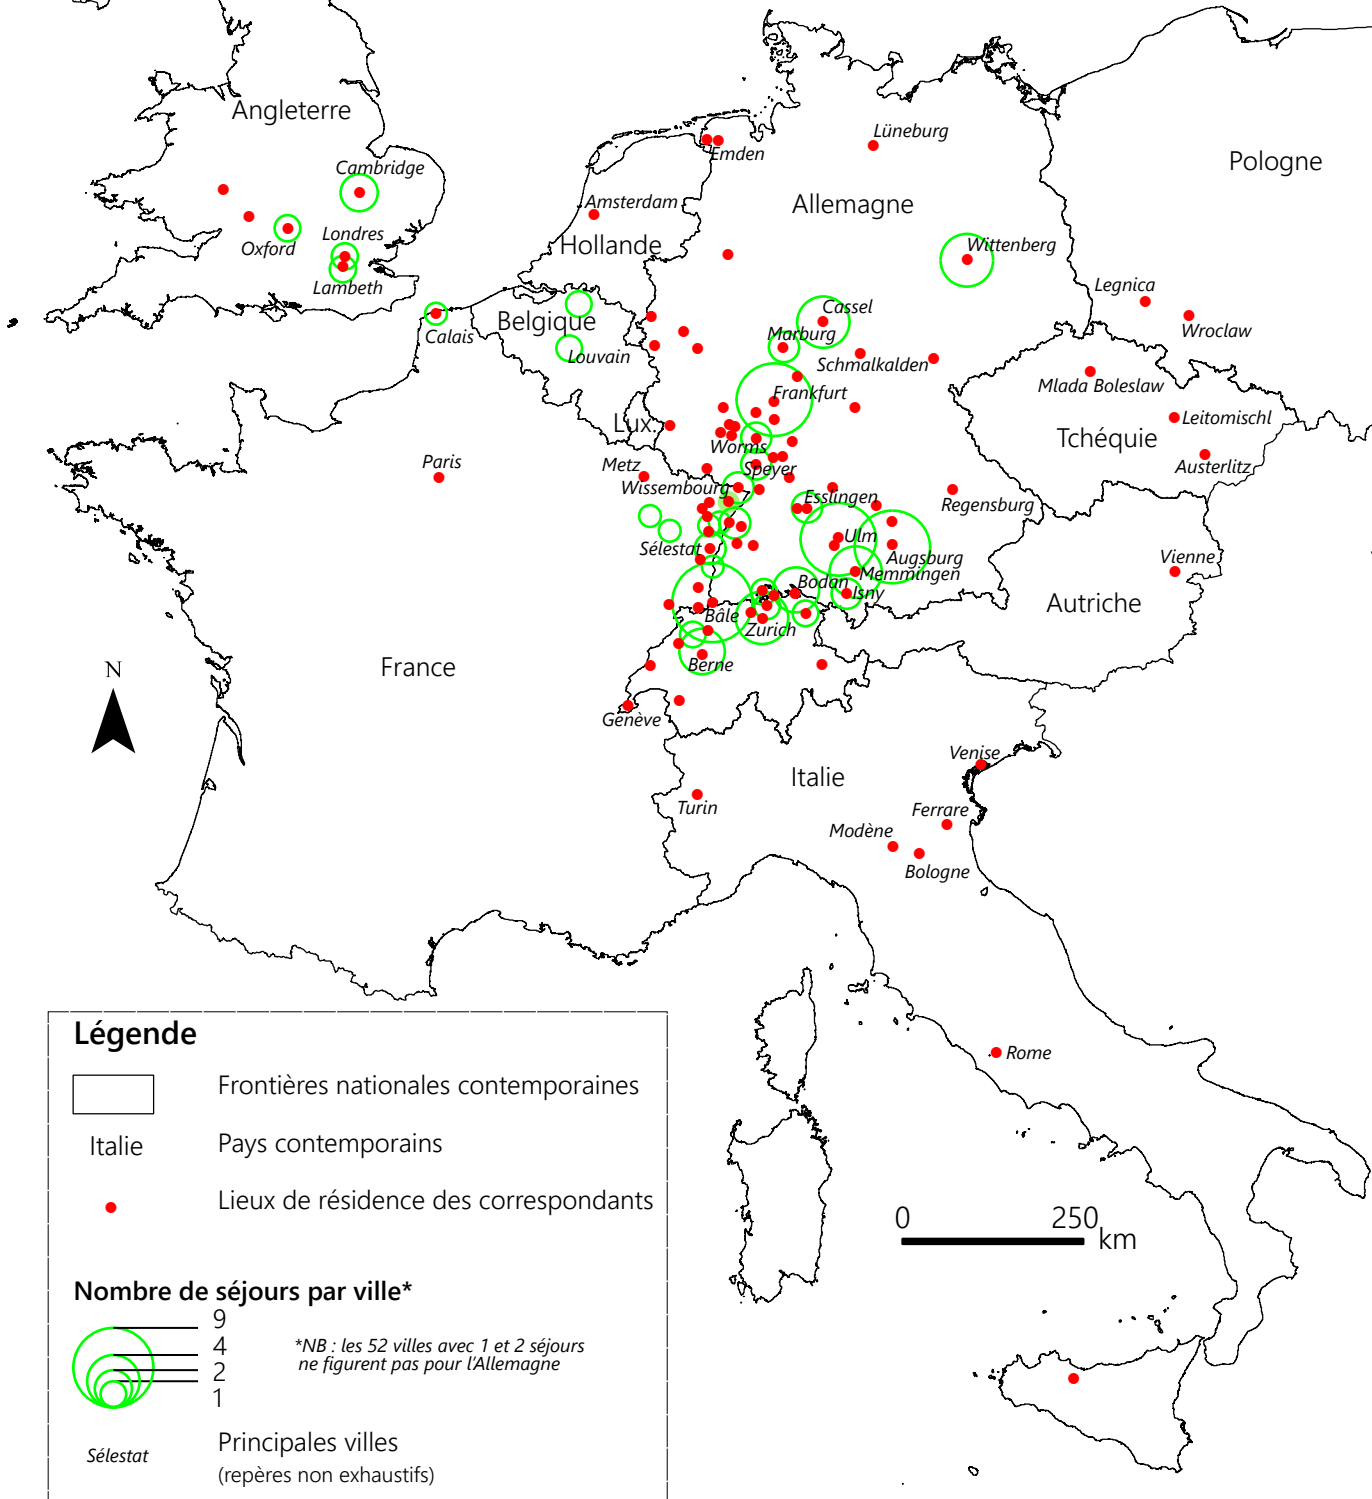 Angleterre
Cambridge
Oxford
Londres
Lambeth
Calais
Emden
Lüneburg
Pologne
Amsterdam
Allemagne
Hollande
Wittenberg
Legnica
Wroclaw
Belgique
Louvain
Cassel
Marburg
Schmalkalden
Mlada Boleslaw
Frankfurt
Leitomischl
Lux.
Worms
Tchéquie
Paris
Metz
Speyer
Austerlitz
Wissembourg
Esslingen
Regensburg
Sélestat
Ulm
Augsburg
Vienne
Memmingen
Bodan
Isny
Autriche
Bâle
Zurich
France
Berne
N
Genève
Venise
Italie
Turin
Ferrare
Modène
Bologne
Rome
0 250
km
Légende
Frontières nationales contemporaines
Italie Pays contemporains
Lieux de résidence des correspondants
Nombre de séjours par ville*
9
4
2
1
*NB : les 52 villes avec 1 et 2 séjours
ne figurent pas pour l'Allemagne
Sélestat Principales villes
(repères non exhaustifs)